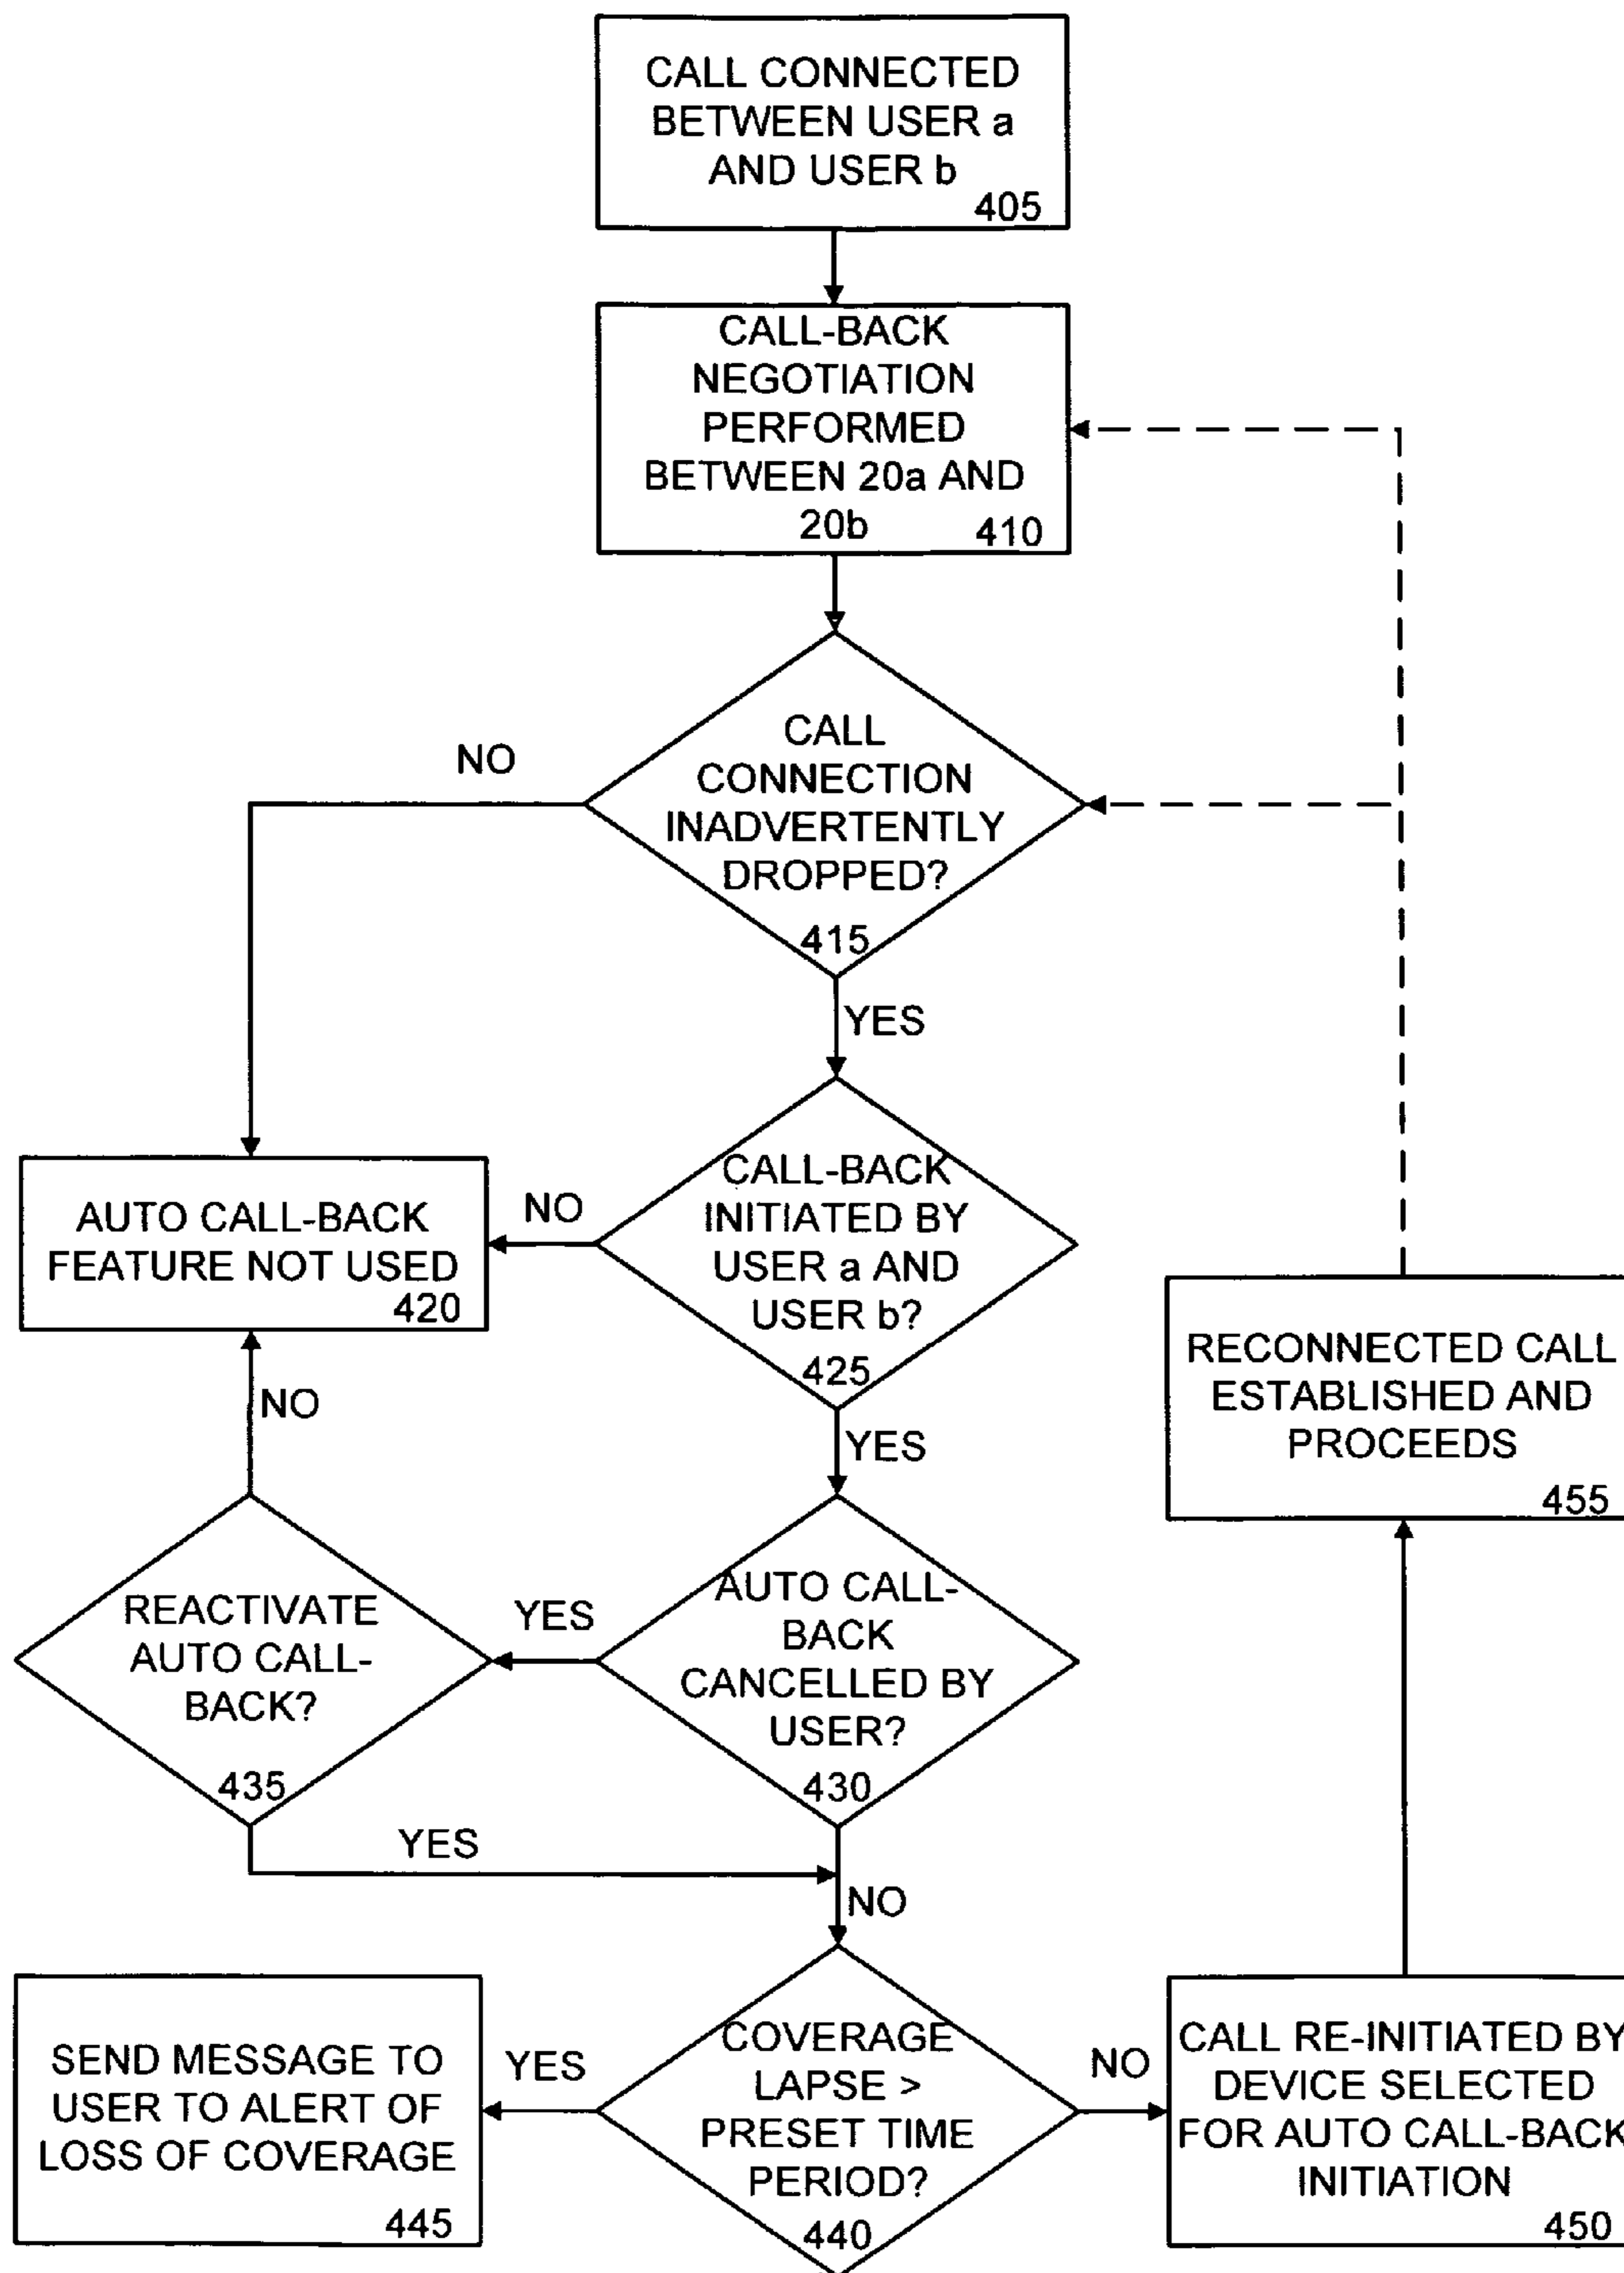 CALL CONNECTED
BETWEEN USER a
AND USER b
405
CALL-BACK
NEGOTIATION
PERFORMED
BETWEEN 20a AND
20b 410
CALL
CONNECTION
INADVERTENTLY
DROPPED?
415
NO
YES
CALL-BACK
INITIATED BY
USER a AND
USER b?
425
NO
AUTO CALL-BACK
FEATURE NOT USED
420
YES
RECONNECTED CALL
ESTABLISHED AND
PROCEEDS
455
NO
AUTO CALL-
BACK
CANCELLED BY
USER?
430
YES
REACTIVATE
AUTO CALL-
BACK?
435
YES
NO
COVERAGE
LAPSE >
PRESET TIME
PERIOD?
440
YES
SEND MESSAGE TO
USER TO ALERT OF
LOSS OF COVERAGE
445
NO
CALL RE-INITIATED BY
DEVICE SELECTED
FOR AUTO CALL-BACK
INITIATION
450